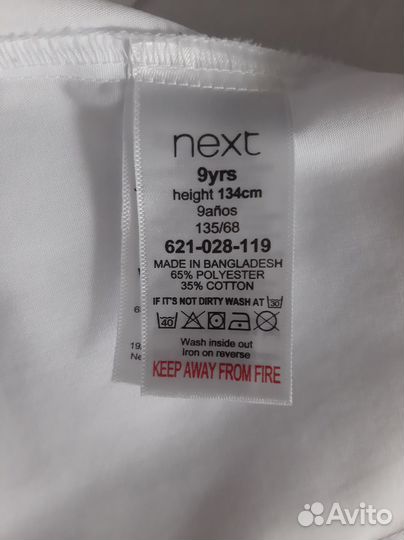 next
9yrs
height 134cm
9años
135/68
621-028-119
MADE IN BANGLADESH
65% POLYESTER
35% COTTON
IF IT'S NOT DIRTY WASH AT 30
40
Wash inside out
Iron on reverse
KEEP AWAY FROM FIRE
Avito